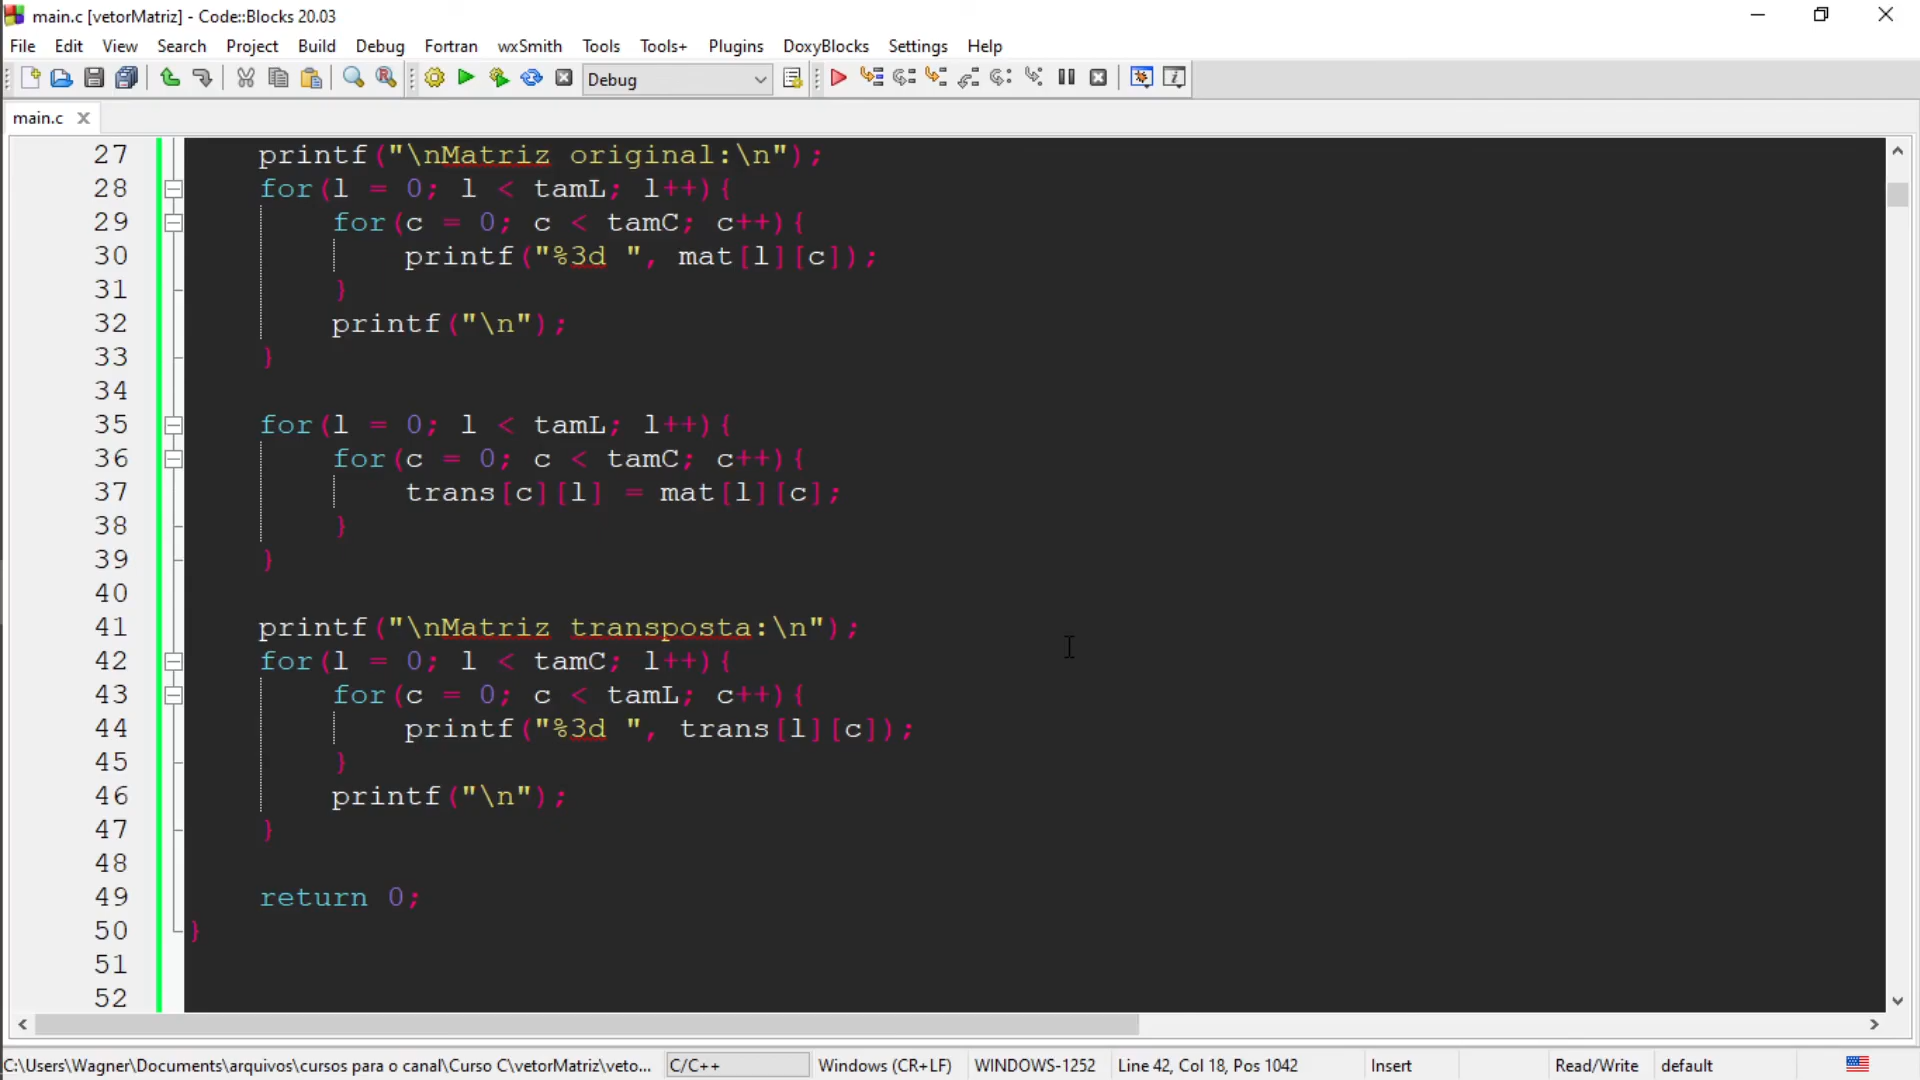 main.c [vetorMatriz] - Code::Blocks 20.03
File Edit View Search Project Build Debug Fortran wxSmith Tools Tools+ Plugins DoxyBlocks Settings Help
Debug
main.c
27 printf("\nMatriz original:\n");
28 for(l = 0; l < tamL; l++){
29 for(c = 0; c < tamC; c++){
30 printf("%3d ", mat[l][c]);
31 }
32 printf("\n");
33 }
34
35 for(l = 0; l < tamL; l++){
36 for(c = 0; c < tamC; c++){
37 trans[c][l] = mat[l][c];
38 }
39 }
40
41 printf("\nMatriz transposta:\n");
42 for(l = 0; l < tamC; l++){
43 for(c = 0; c < tamL; c++){
44 printf("%3d ", trans[l][c]);
45 }
46 printf("\n");
47 }
48
49 return 0;
50 }
51
52
C:\Users\Wagner\Documents\arquivos\cursos para o canal\Curso C\vetorMatriz\veto... C/C++ Windows (CR+LF) WINDOWS-1252 Line 42, Col 18, Pos 1042 Insert Read/Write default